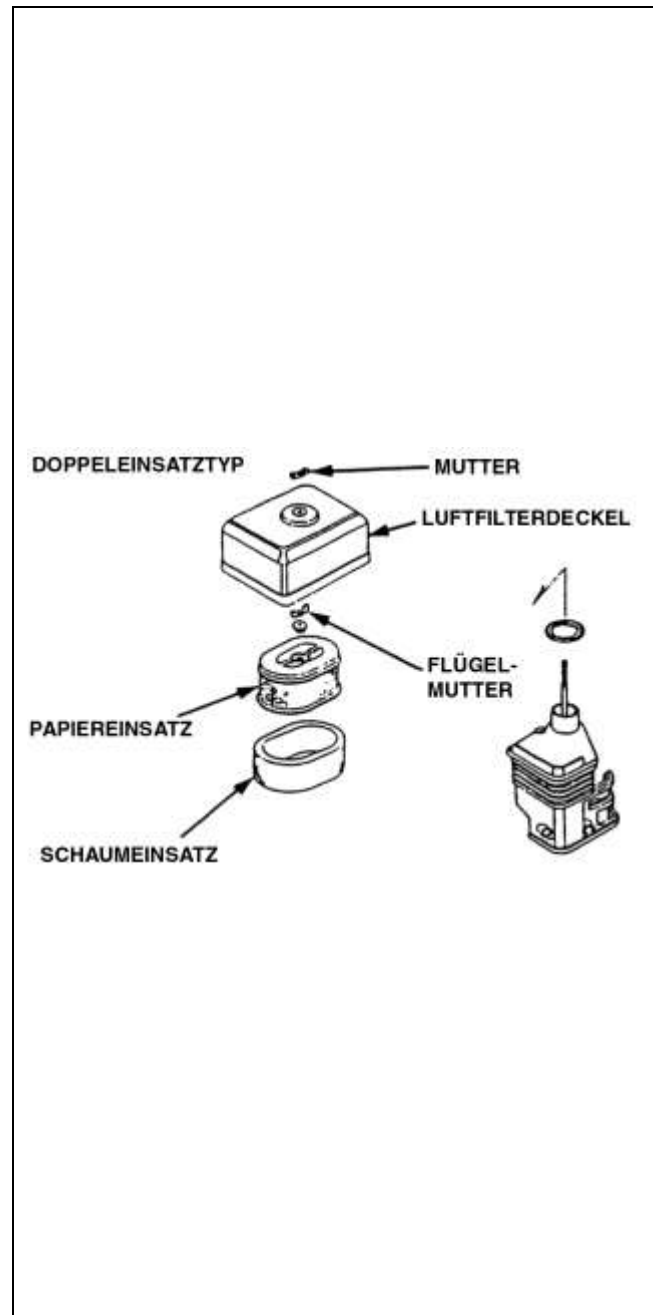 DOPPELEINSATZTYP
MUTTER
LUFTFILTERDECKEL
FLÜGEL-
MUTTER
PAPIEREINSATZ
SCHAUMEINSATZ